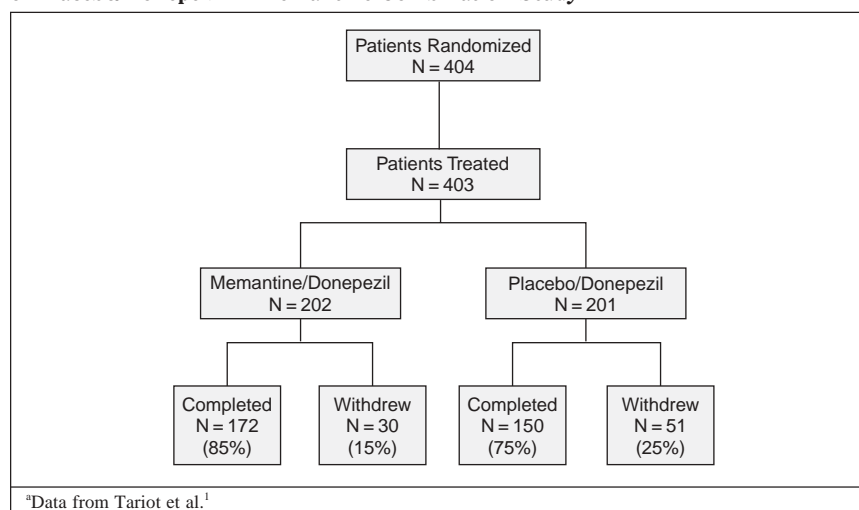 Patients Randomized
N = 404
Patients Treated
N = 403
Memantine/Donepezil
N = 202
Placebo/Donepezil
N = 201
Completed
N = 172
(85%)
Withdrew
N = 30
(15%)
Completed
N = 150
(75%)
Withdrew
N = 51
(25%)
aData from Tariot et al.1